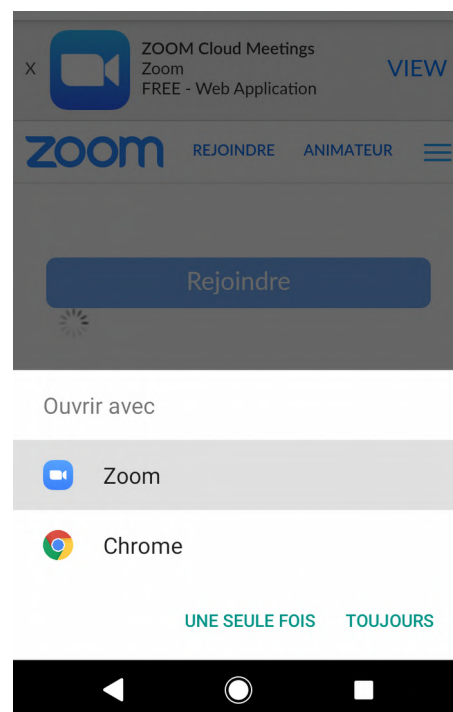 X
ZOOM Cloud Meetings
Zoom
FREE - Web Application
VIEW
zoom
REJOINDRE
ANIMATEUR
Rejoindre
Ouvrir avec
Zoom
Chrome
UNE SEULE FOIS
TOUJOURS